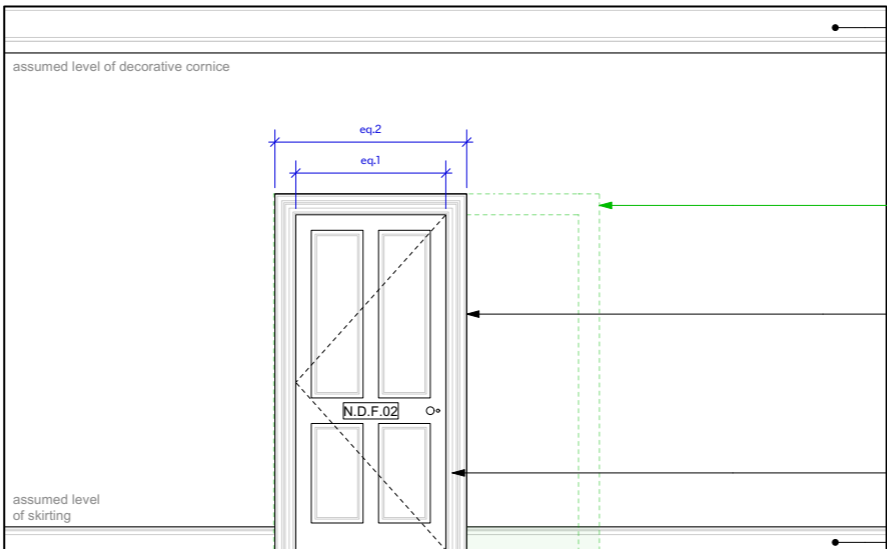 assumed level of decorative cornice
eq.2
eq.1
N.D.F.02
assumed level
of skirting